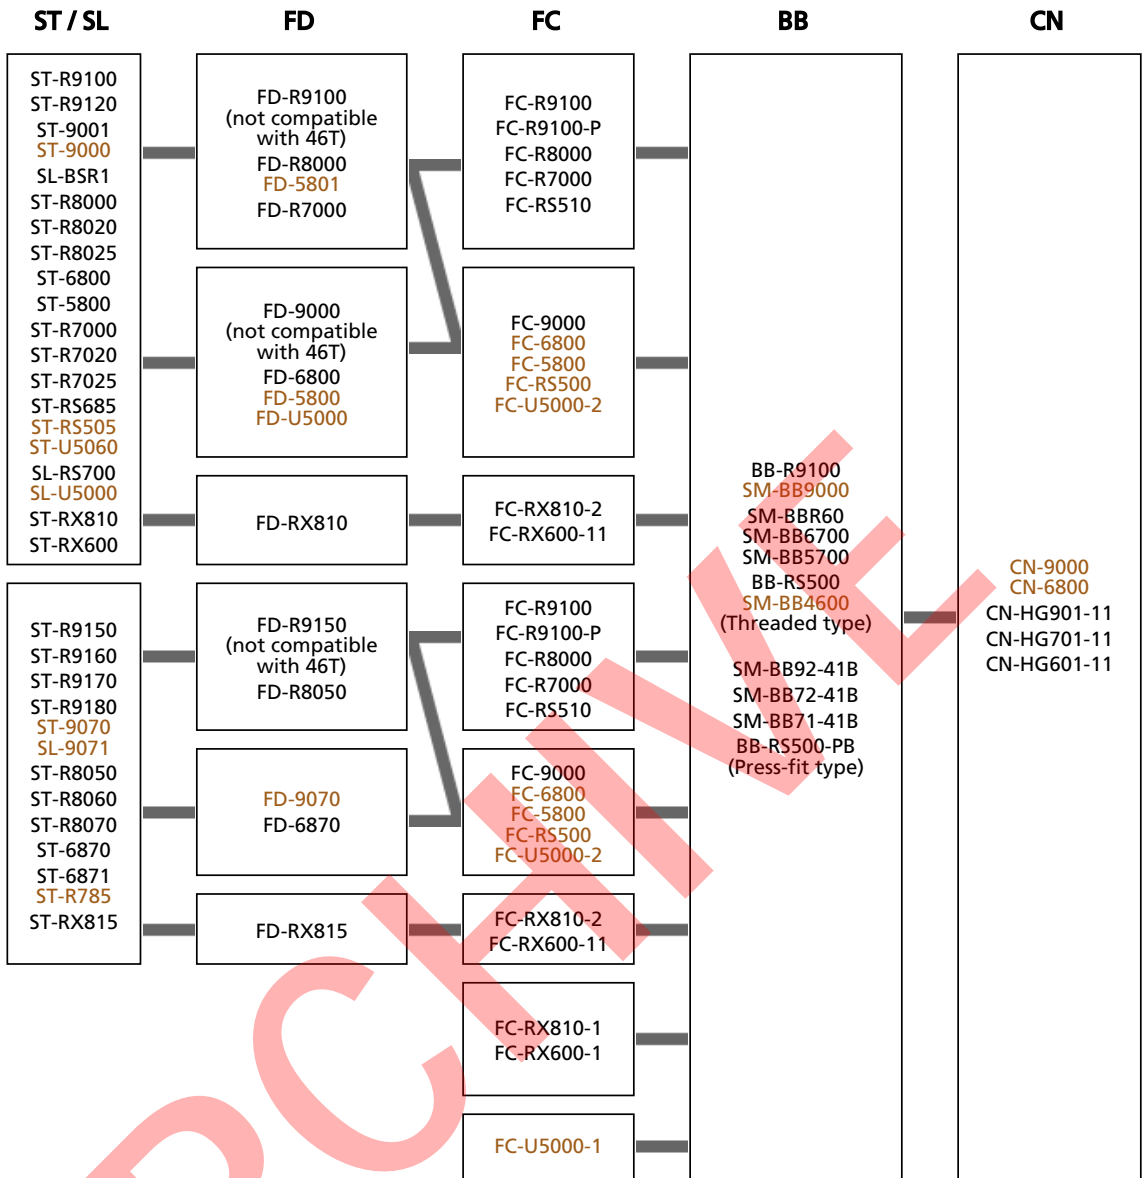 ST / SL
FD
FC
BB
CN
ST-R9100
ST-R9120
ST-9001
ST-9000
SL-BSR1
ST-R8000
ST-R8020
ST-R8025
ST-6800
ST-5800
ST-R7000
ST-R7020
ST-R7025
ST-RS685
ST-RS505
ST-U5060
SL-RS700
SL-U5000
ST-RX810
ST-RX600
FD-R9100
(not compatible
with 46T)
FD-R8000
FD-5801
FD-R7000
FD-9000
(not compatible
with 46T)
FD-6800
FD-5800
FD-U5000
FD-RX810
FC-R9100
FC-R9100-P
FC-R8000
FC-R7000
FC-RS510
FC-9000
FC-6800
FC-5800
FC-RS500
FC-U5000-2
FC-RX810-2
FC-RX600-11
ST-R9150
ST-R9160
ST-R9170
ST-R9180
ST-9070
SL-9071
ST-R8050
ST-R8060
ST-R8070
ST-6870
ST-6871
ST-R785
ST-RX815
FD-R9150
(not compatible
with 46T)
FD-R8050
FD-9070
FD-6870
FD-RX815
FC-R9100
FC-R9100-P
FC-R8000
FC-R7000
FC-RS510
FC-9000
FC-6800
FC-5800
FC-RS500
FC-U5000-2
FC-RX810-2
FC-RX600-11
FC-RX810-1
FC-RX600-1
FC-U5000-1
BB-R9100
SM-BB9000
SM-BBR60
SM-BB6700
SM-BB5700
BB-RS500
SM-BB4600
(Threaded type)
SM-BB92-41B
SM-BB72-41B
SM-BB71-41B
BB-RS500-PB
(Press-fit type)
CN-9000
CN-6800
CN-HG901-11
CN-HG701-11
CN-HG601-11
RCHIVE